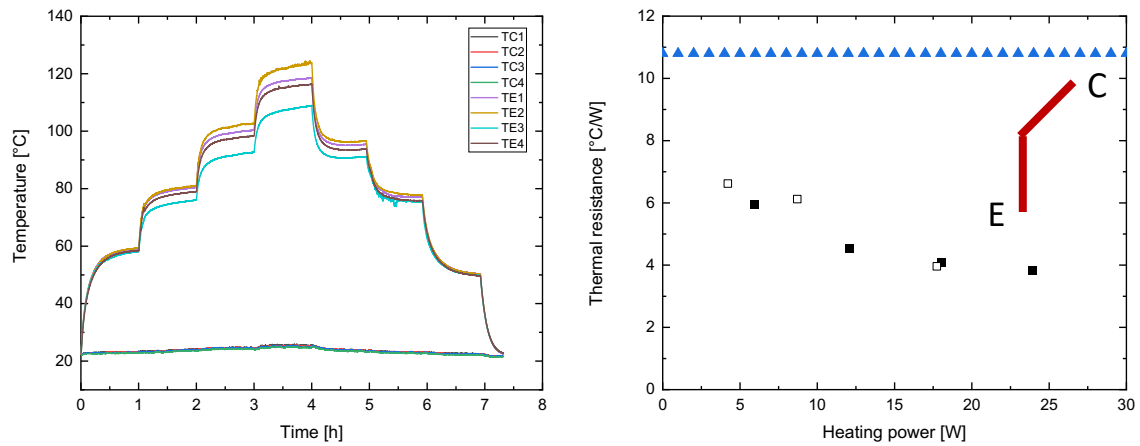 140
120
100
80
60
40
20
Temperature [°C]
0 1 2 3 4 5 6 7 8
Time [h]
TC1
TC2
TC3
TC4
TE1
TE2
TE3
TE4
12
10
8
6
4
2
0
Thermal resistance [°C/W]
C
E
0 5 10 15 20 25 30
Heating power [W]